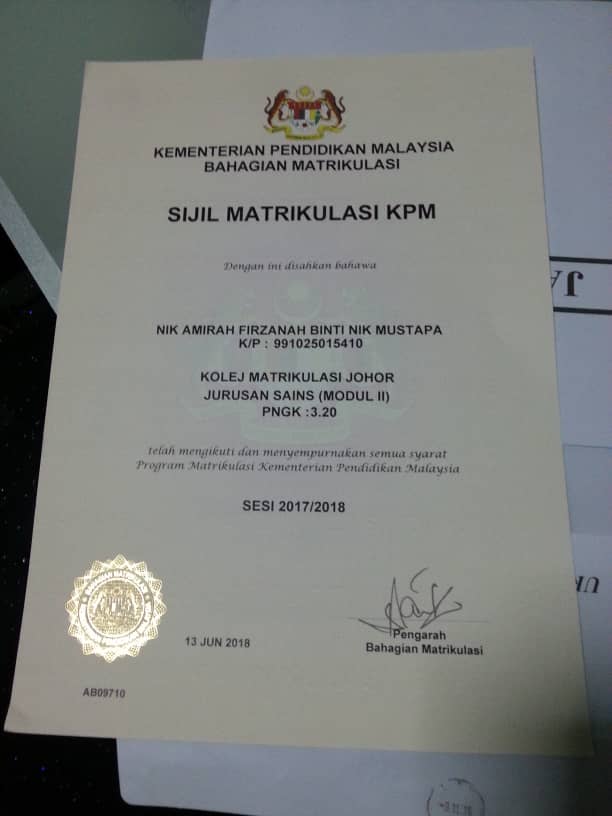 KEMENTERIAN PENDIDIKAN MALAYSIA
BAHAGIAN MATRIKULASI
SIJIL MATRIKULASI KPM
Dengan ini disahkan bahawa
NIK AMIRAH FIRZANAH BINTI NIK MUSTAPA
K/P : 991025015410
KOLEJ MATRIKULASI JOHOR
JURUSAN SAINS (MODUL II)
PNGK :3.20
telah mengikuti dan menyempurnakan semua syarat
Program Matrikulasi Kementerian Pendidikan Malaysia
SESI 2017/2018
13 JUN 2018
Pengarah
Bahagian Matrikulasi
AB09710
JA